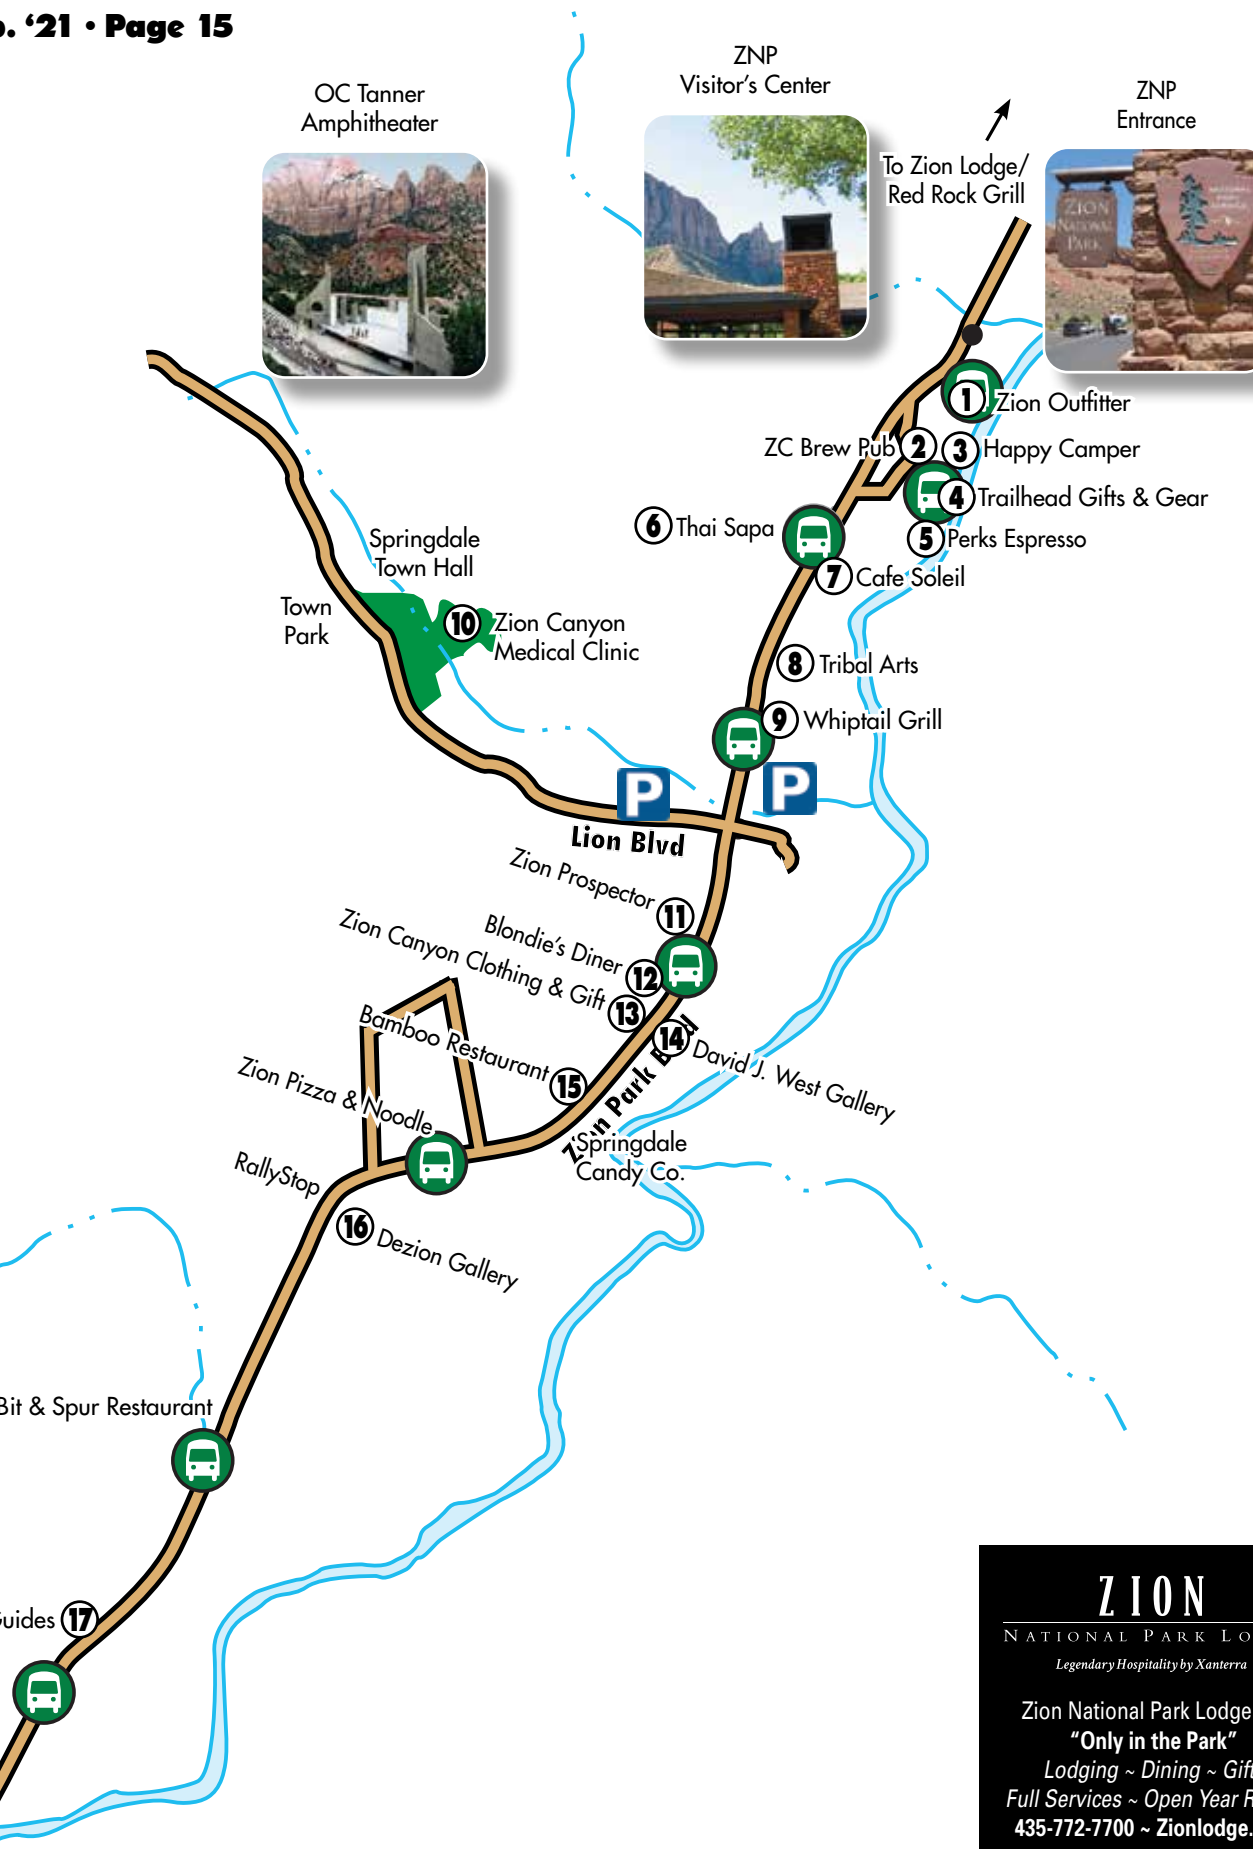 ‘21 • Page 15
OC Tanner
Amphitheater
ZNP
Visitor’s Center
ZNP
Entrance
To Zion Lodge/
Red Rock Grill
ZION
NATIONAL
PARK
1 Zion Outfitter
ZC Brew Pub 2
3 Happy Camper
4 Trailhead Gifts & Gear
5 Perks Espresso
6 Thai Sapa
7 Cafe Soleil
8 Tribal Arts
9 Whiptail Grill
Springdale
Town Hall
Town
Park
10 Zion Canyon
Medical Clinic
P
P
Lion Blvd
Zion Prospector 11
Blondie’s Diner 12
Zion Canyon Clothing & Gift 13
14 David J. West Gallery
Bamboo Restaurant 15
Zion Park
Zion Pizza & Noodle
Springdale
Candy Co.
RallyStop
16 Dezion Gallery
Bit & Spur Restaurant
17
ZION
NATIONAL PARK
Legendary Hospitality by Xanterra
Zion National Park Lodge
“Only in the Park”
Lodging ~ Dining ~ Gift
Full Services ~ Open Year
435-772-7700 ~ Zionlodge.